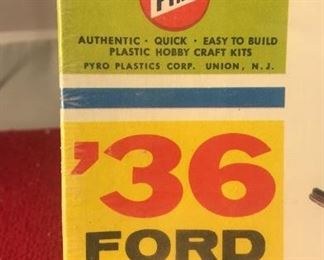 AUTHENTIC · QUICK · EASY TO BUILD
PLASTIC HOBBY CRAFT KITS
PYRO PLASTICS CORP. UNION, N. J.
'36
FORD